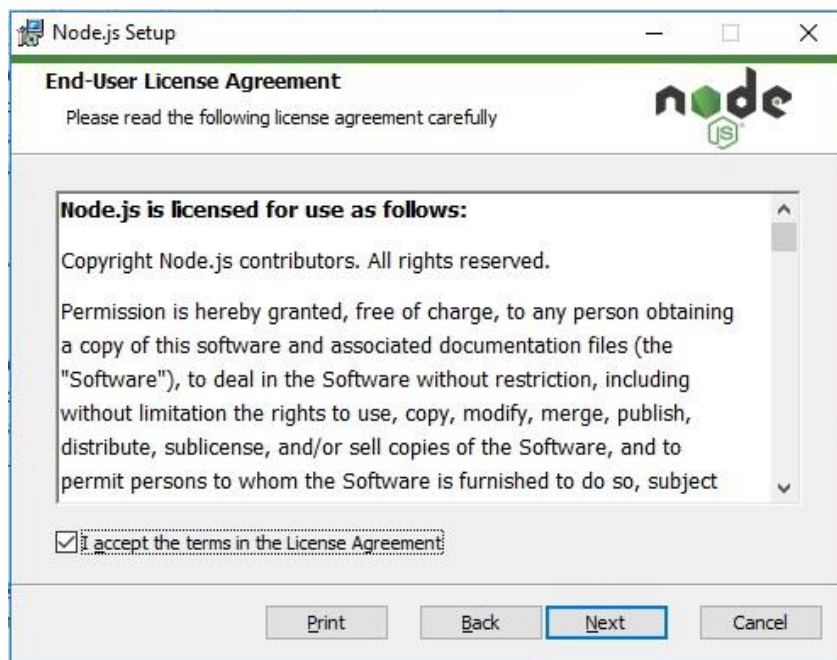 Node.js Setup
End-User License Agreement
Please read the following license agreement carefully
node
JS
Node.js is licensed for use as follows:
Copyright Node.js contributors. All rights reserved.
Permission is hereby granted, free of charge, to any person obtaining
a copy of this software and associated documentation files (the
"Software"), to deal in the Software without restriction, including
without limitation the rights to use, copy, modify, merge, publish,
distribute, sublicense, and/or sell copies of the Software, and to
permit persons to whom the Software is furnished to do so, subject
I accept the terms in the License Agreement
Print Back Next Cancel